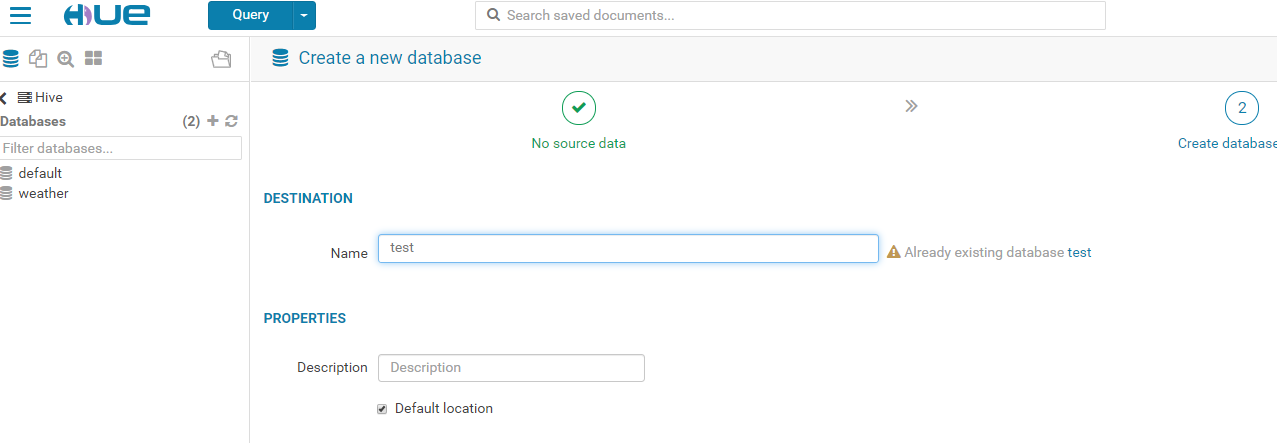 HUE
Query
Search saved documents...
Create a new database
Hive
Databases (2)
Filter databases...
default
weather
No source data
2
Create database
DESTINATION
Name test Already existing database test
PROPERTIES
Description Description
Default location